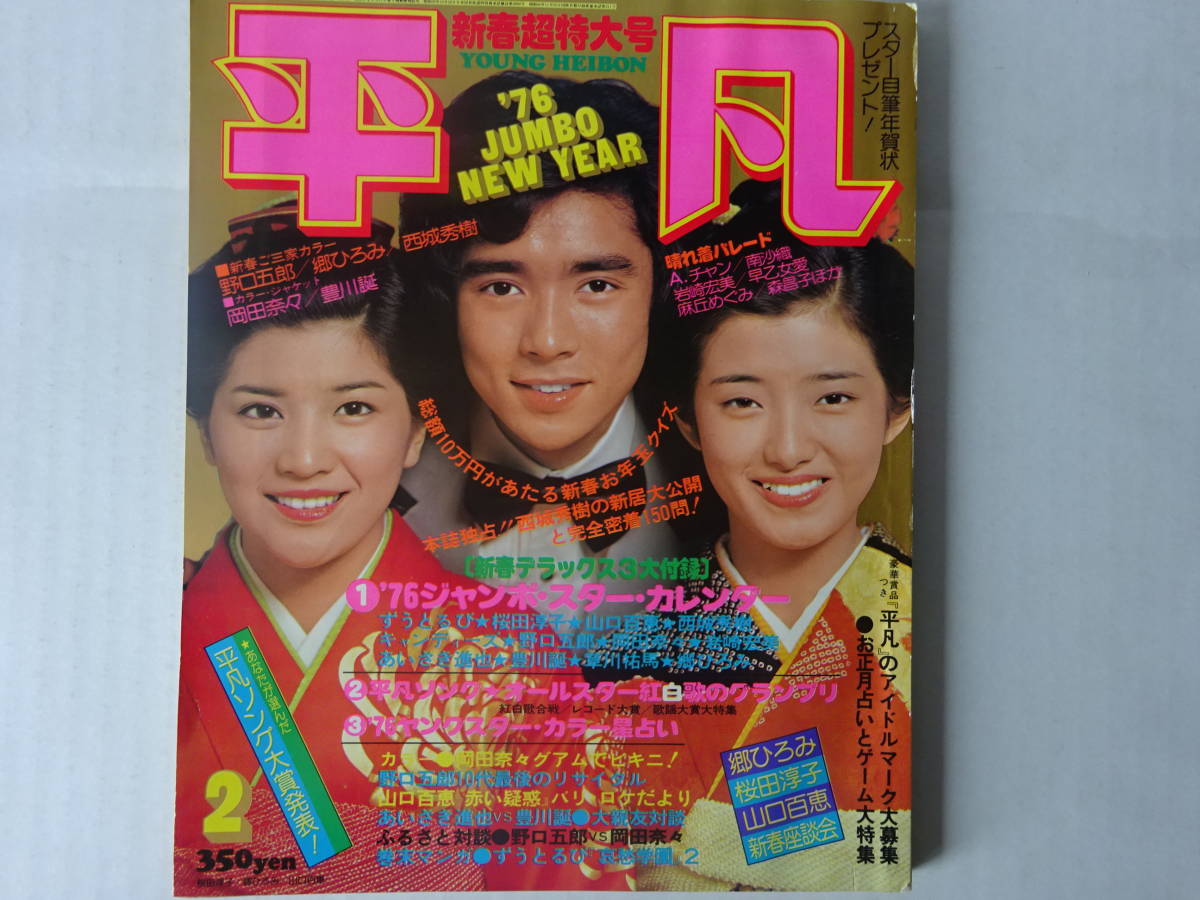 新春超特大号
YOUNG HEIBON
平凡
'76
JUMBO
NEW YEAR
スター自筆年賀状
プレゼント!
■新春ご三家カラー
野口五郎/郷ひろみ/西城秀樹
■カラー・ジャケット
岡田奈々/豊川誕
晴れ着パレード
A.チャン/南沙織
岩崎宏美/早乙女愛
麻丘めぐみ/森昌子ほか
総額10万円があたる新春お年玉クイズ
本誌独占!!西城秀樹の新居大公開
と完全密着150問!
[新春デラックス3大付録]
①'76ジャンボ・スター・カレンダー
ずうとるび★桜田淳子★山口百恵★西城秀樹
キャンディーズ★野口五郎★岡田奈々★岩崎宏美
あいざき進也★豊川誕★草川祐馬★郷ひろみ
②平凡ソング×オールスター紅白歌のグランプリ
紅白歌合戦/レコード大賞/歌謡大賞大特集
③'76ヤングスター・カラー星占い
カラー●岡田奈々グアムでビキニ!
野口五郎10代最後のリサイタル
山口百恵“赤い疑惑”パリ ロケだより
あいざき進也vs豊川誕●大親友対談
ふるさと対談●野口五郎vs岡田奈々
巻末マンガ●ずうとるび“哀愁学園”2
豪華賞品つき『平凡』のアイドルマーク大募集
●お正月占いとゲーム大特集
★あなたが選んだ
平凡ソング大賞発表!
郷ひろみ
桜田淳子
山口百恵
新春座談会
2
350yen
桜田淳子/郷ひろみ/山口百恵